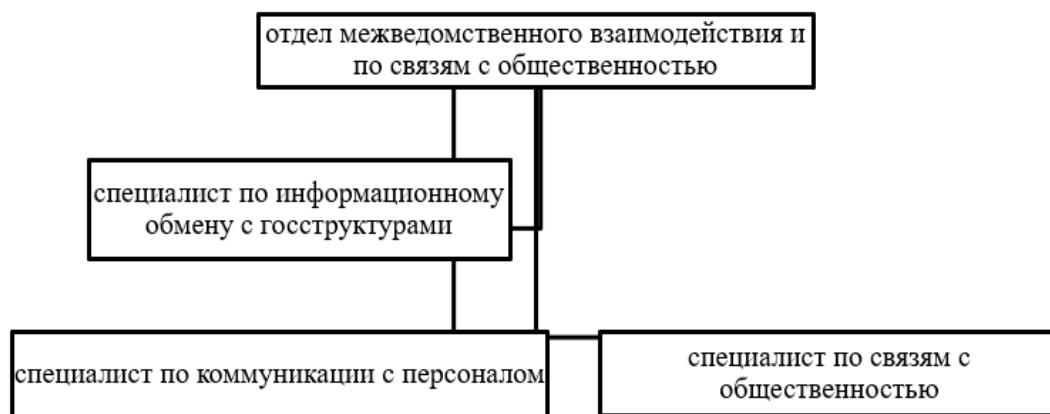 отдел межведомственного взаимодействия и
по связям с общественностью
специалист по информационному
обмену с госструктурами
специалист по коммуникации с персоналом
специалист по связям с
общественностью